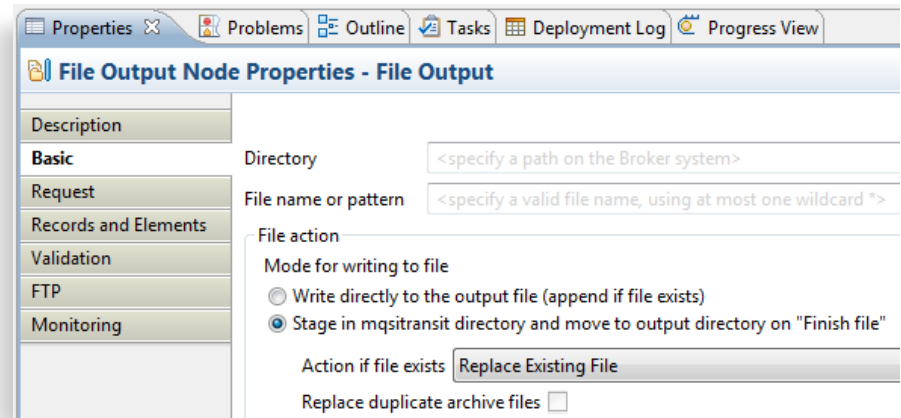 Properties Problems Outline Tasks Deployment Log Progress View
File Output Node Properties - File Output
Description
Basic
Request
Records and Elements
Validation
FTP
Monitoring
Directory <specify a path on the Broker system>
File name or pattern <specify a valid file name, using at most one wildcard *>
File action
Mode for writing to file
Write directly to the output file (append if file exists)
Stage in mqsitransit directory and move to output directory on "Finish file"
Action if file exists Replace Existing File
Replace duplicate archive files